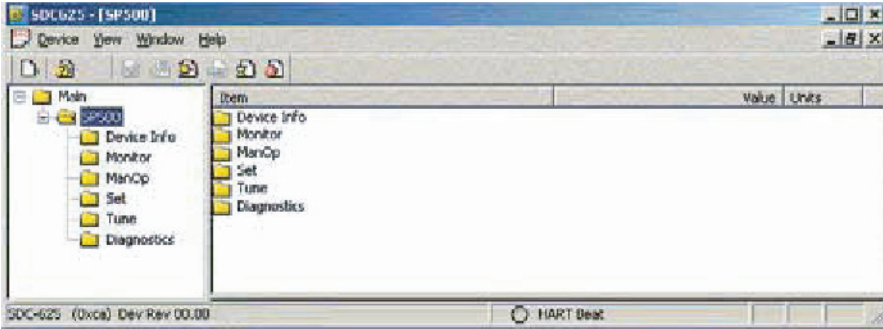 SDC625 - [SP500]
Device View Window Help
Main
SP500
Device Info
Monitor
ManOp
Set
Tune
Diagnostics
Item Value Units
Device Info
Monitor
ManOp
Set
Tune
Diagnostics
SDC-625 (0xca) Dev Rev 00.00
HART Beat